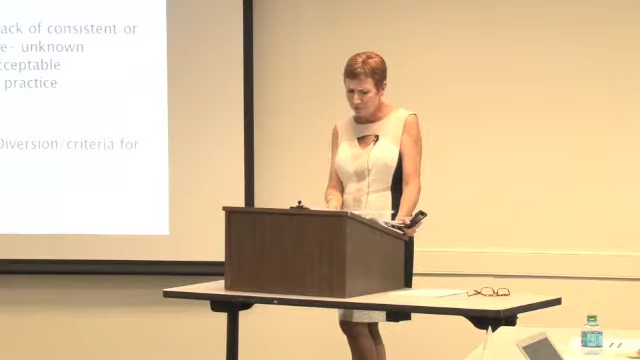 ack of consistent or
e- unknown
cceptable
practice
Diversion/criteria for